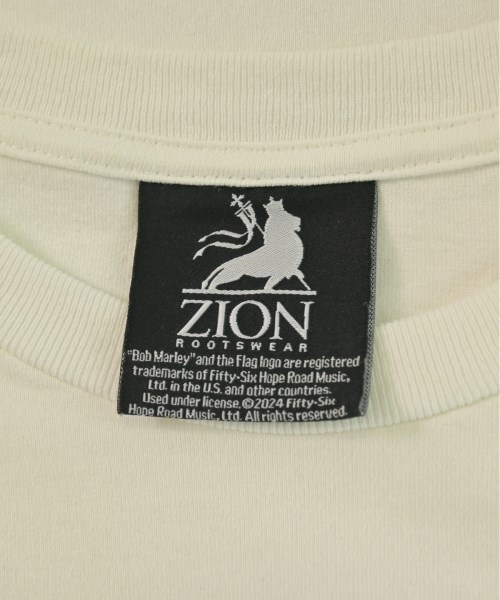 ZION
ROOTSWEAR
"Bob Marley" and the Flag logo are registered
trademarks of Fifty-Six Hope Road Music,
Ltd. in the U.S. and other countries.
Used under license.©2024 Fifty-Six
Hope Road Music, Ltd. All rights reserved.